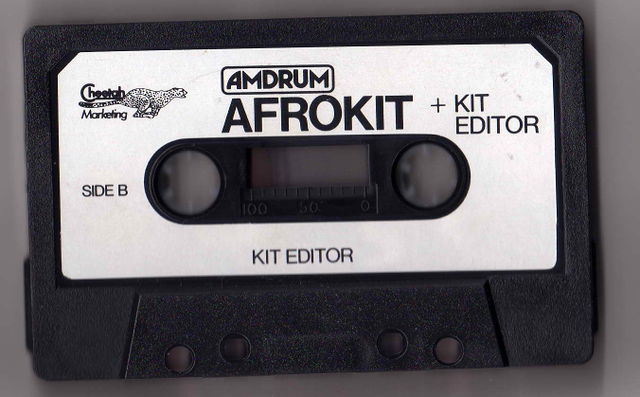 Cheetah
Marketing
AMDRUM
AFROKIT + KIT
EDITOR
SIDE B
100 50 0
KIT EDITOR